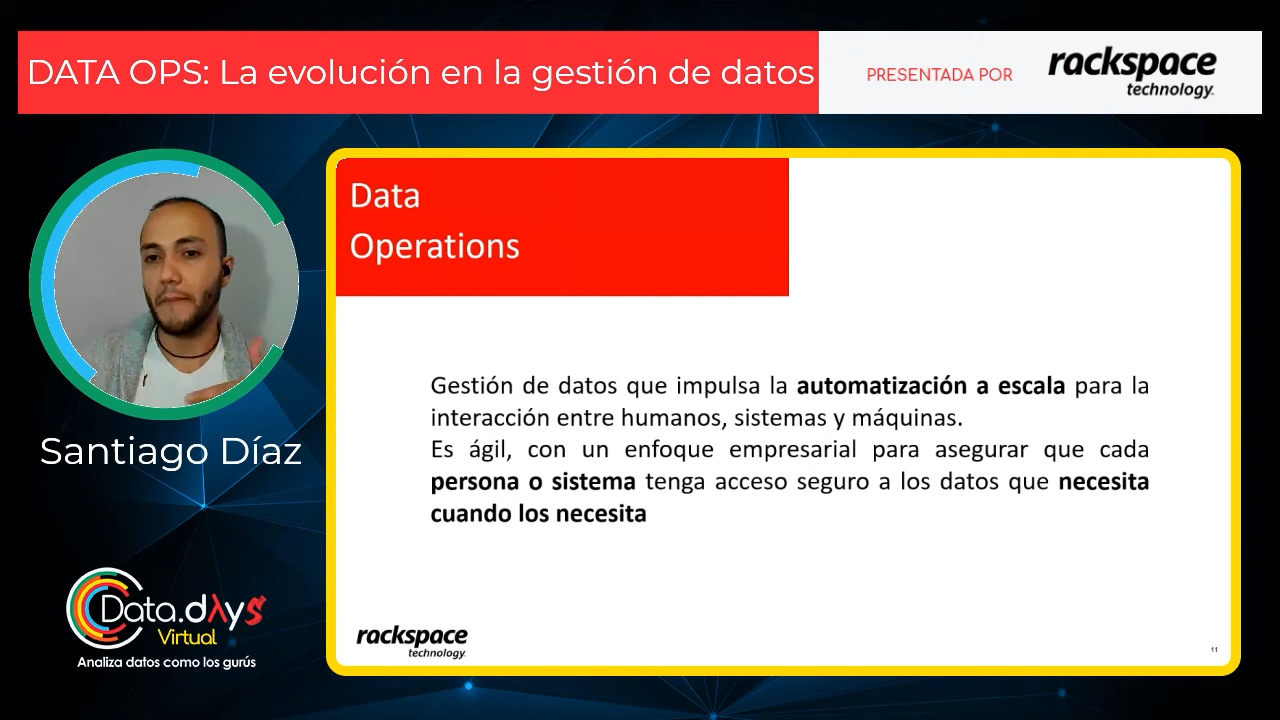 DATA OPS: La evolución en la gestión de datos
PRESENTADA POR
rackspace
technology.
Data
Operations
Gestión de datos que impulsa la automatización a escala para la
interacción entre humanos, sistemas y máquinas.
Es ágil, con un enfoque empresarial para asegurar que cada
persona o sistema tenga acceso seguro a los datos que necesita
cuando los necesita
Santiago Díaz
Data.dλys
Virtual
Analiza datos como los gurús
rackspace
technology.
11